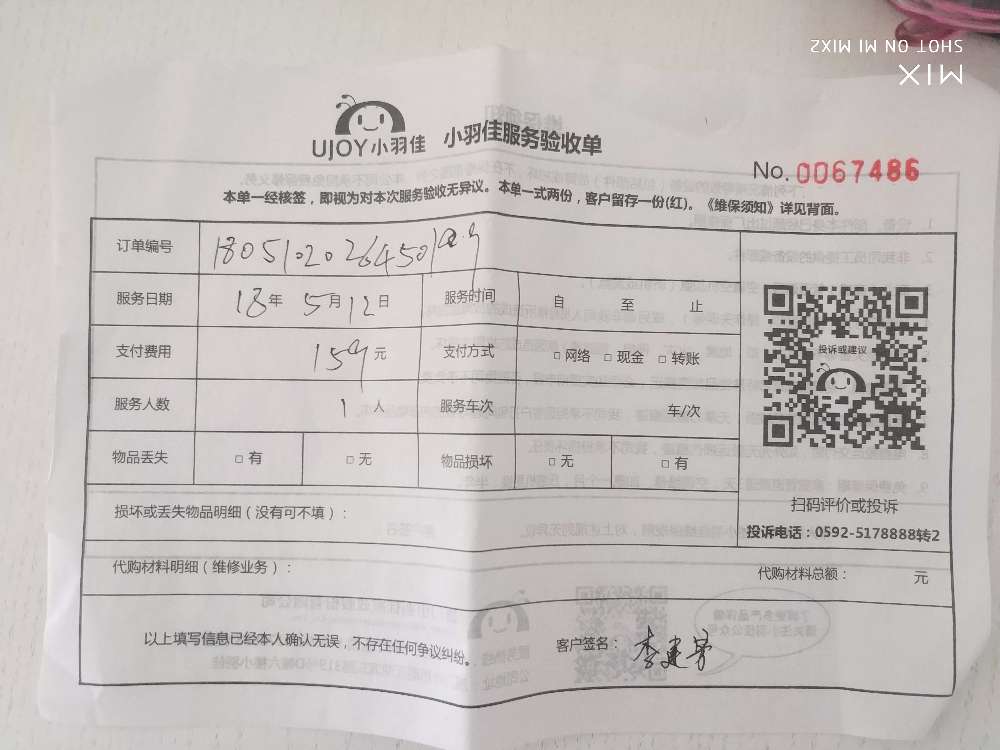 SHOT ON MI MIX2
MIX
UJOY小羽佳 小羽佳服务验收单
No. 0067486
本单一经核签，即视为对本次服务验收无异议。本单一式两份，客户留存一份(红)。《维保须知》详见背面。
订单编号
服务日期 18年 5月12日 服务时间 自 至 止
支付费用 159元 支付方式 □网络 □现金 □转账
服务人数 1人 服务车次 车/次
物品丢失 □有 □无 物品损坏 □无 □有
投诉或建议
扫码评价或投诉
投诉电话：0592-5178888转2
损坏或丢失物品明细（没有可不填）：
代购材料明细（维修业务）： 代购材料总额： 元
以上填写信息已经本人确认无误，不存在任何争议纠纷。 客户签名：